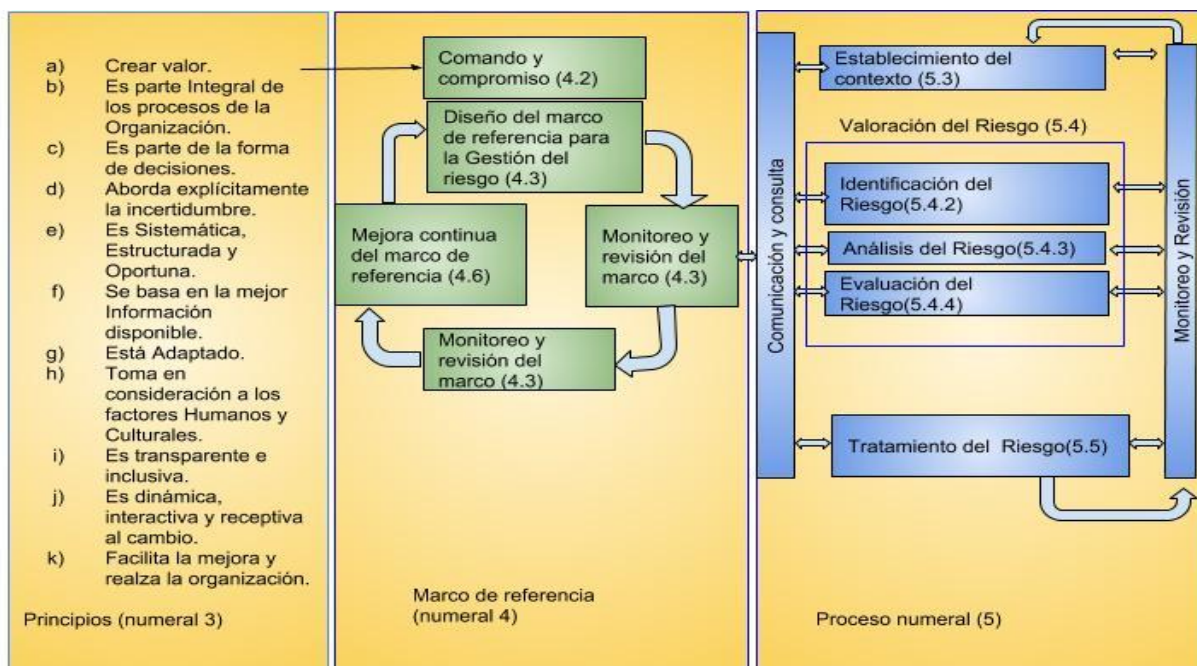 a) Crear valor.
b) Es parte Integral de
los procesos de la
Organización.
c) Es parte de la forma
de decisiones.
d) Aborda explícitamente
la incertidumbre.
e) Es Sistemática,
Estructurada y
Oportuna.
f) Se basa en la mejor
Información
disponible.
g) Está Adaptado.
h) Toma en
consideración a los
factores Humanos y
Culturales.
i) Es transparente e
inclusiva.
j) Es dinámica,
interactiva y receptiva
al cambio.
k) Facilita la mejora y
realza la organización.
Principios (numeral 3)
Comando y
compromiso (4.2)
Diseño del marco
de referencia para
la Gestión del
riesgo (4.3)
Mejora continua
del marco de
referencia (4.6)
Monitoreo y
revisión del
marco (4.3)
Monitoreo y
revisión del
marco (4.3)
Marco de referencia
(numeral 4)
Comunicación y consulta
Establecimiento del
contexto (5.3)
Valoración del Riesgo (5.4)
Identificación del
Riesgo(5.4.2)
Análisis del Riesgo(5.4.3)
Evaluación del
Riesgo(5.4.4)
Tratamiento del Riesgo(5.5)
Monitoreo y Revisión
Proceso numeral (5)